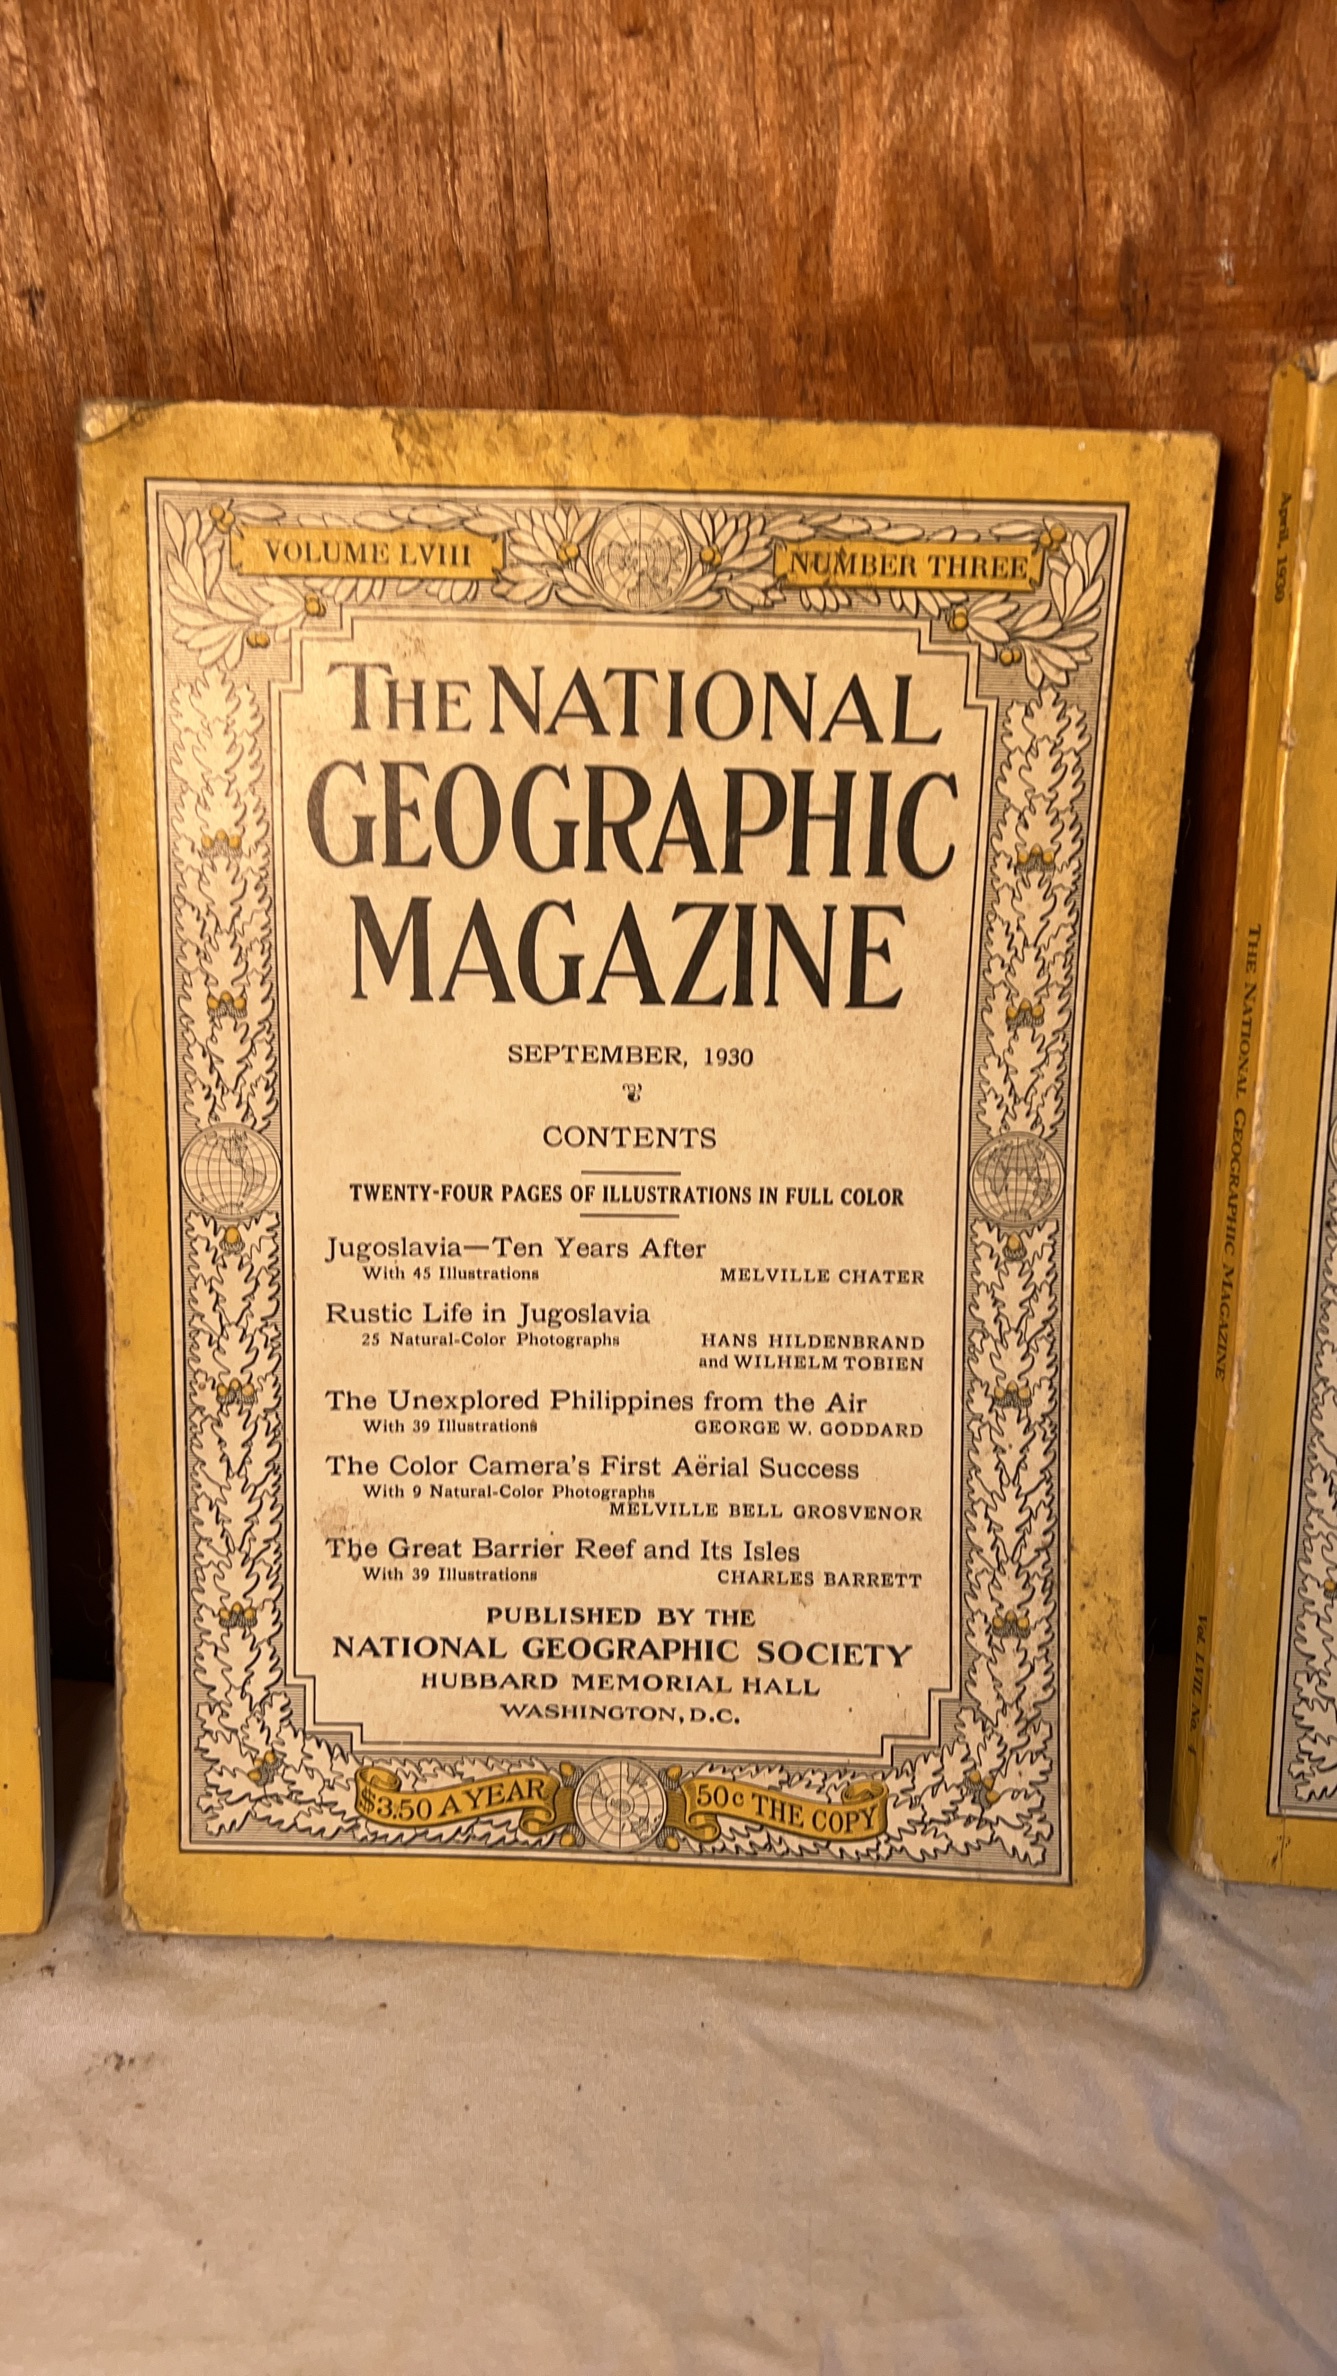 VOLUME LVIII
NUMBER THREE
THE NATIONAL
GEOGRAPHIC
MAGAZINE
SEPTEMBER, 1930
CONTENTS
TWENTY-FOUR PAGES OF ILLUSTRATIONS IN FULL COLOR
Jugoslavia—Ten Years After
With 45 Illustrations MELVILLE CHATER
Rustic Life in Jugoslavia
25 Natural-Color Photographs HANS HILDENBRAND
and WILHELM TOBIEN
The Unexplored Philippines from the Air
With 39 Illustrations GEORGE W. GODDARD
The Color Camera's First Aërial Success
With 9 Natural-Color Photographs
MELVILLE BELL GROSVENOR
The Great Barrier Reef and Its Isles
With 39 Illustrations CHARLES BARRETT
PUBLISHED BY THE
NATIONAL GEOGRAPHIC SOCIETY
HUBBARD MEMORIAL HALL
WASHINGTON, D.C.
$3.50 A YEAR
50c THE COPY
April, 1930
THE NATIONAL GEOGRAPHIC MAGAZINE
Vol. LVII No. 4